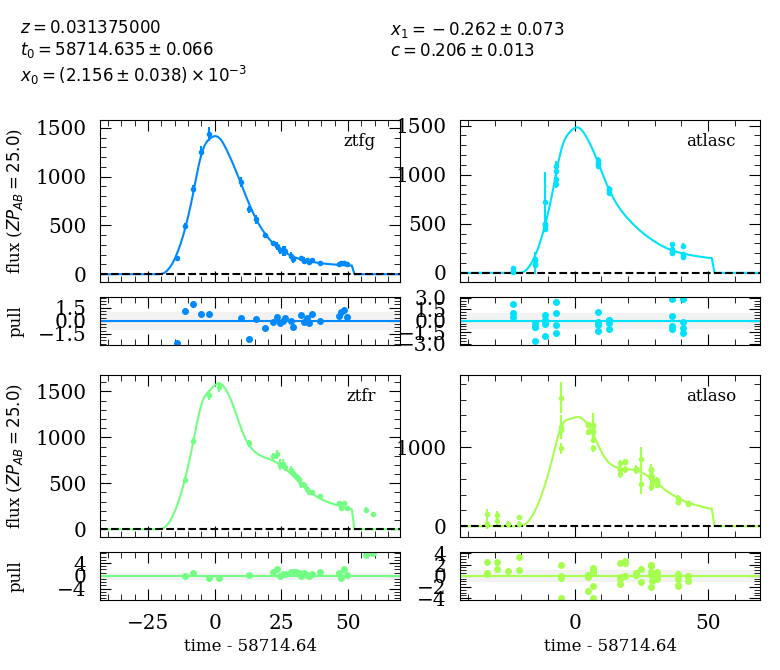 z = 0.031375000
t₀ = 58714.635 ± 0.066
x₀ = (2.156 ± 0.038) × 10⁻³
x₁ = −0.262 ± 0.073
c = 0.206 ± 0.013
ztfg
1500
1000
500
0
flux (ZP_AB = 25.0)
atlasc
1500
1000
500
0
1.5
0.0
−1.5
pull
3.0
1.5
0.0
−1.5
−3.0
ztfr
1500
1000
500
0
flux (ZP_AB = 25.0)
atlaso
1000
0
4
0
−4
pull
−25
0
25
50
time - 58714.64
4
2
0
−2
−4
0
50
time - 58714.64